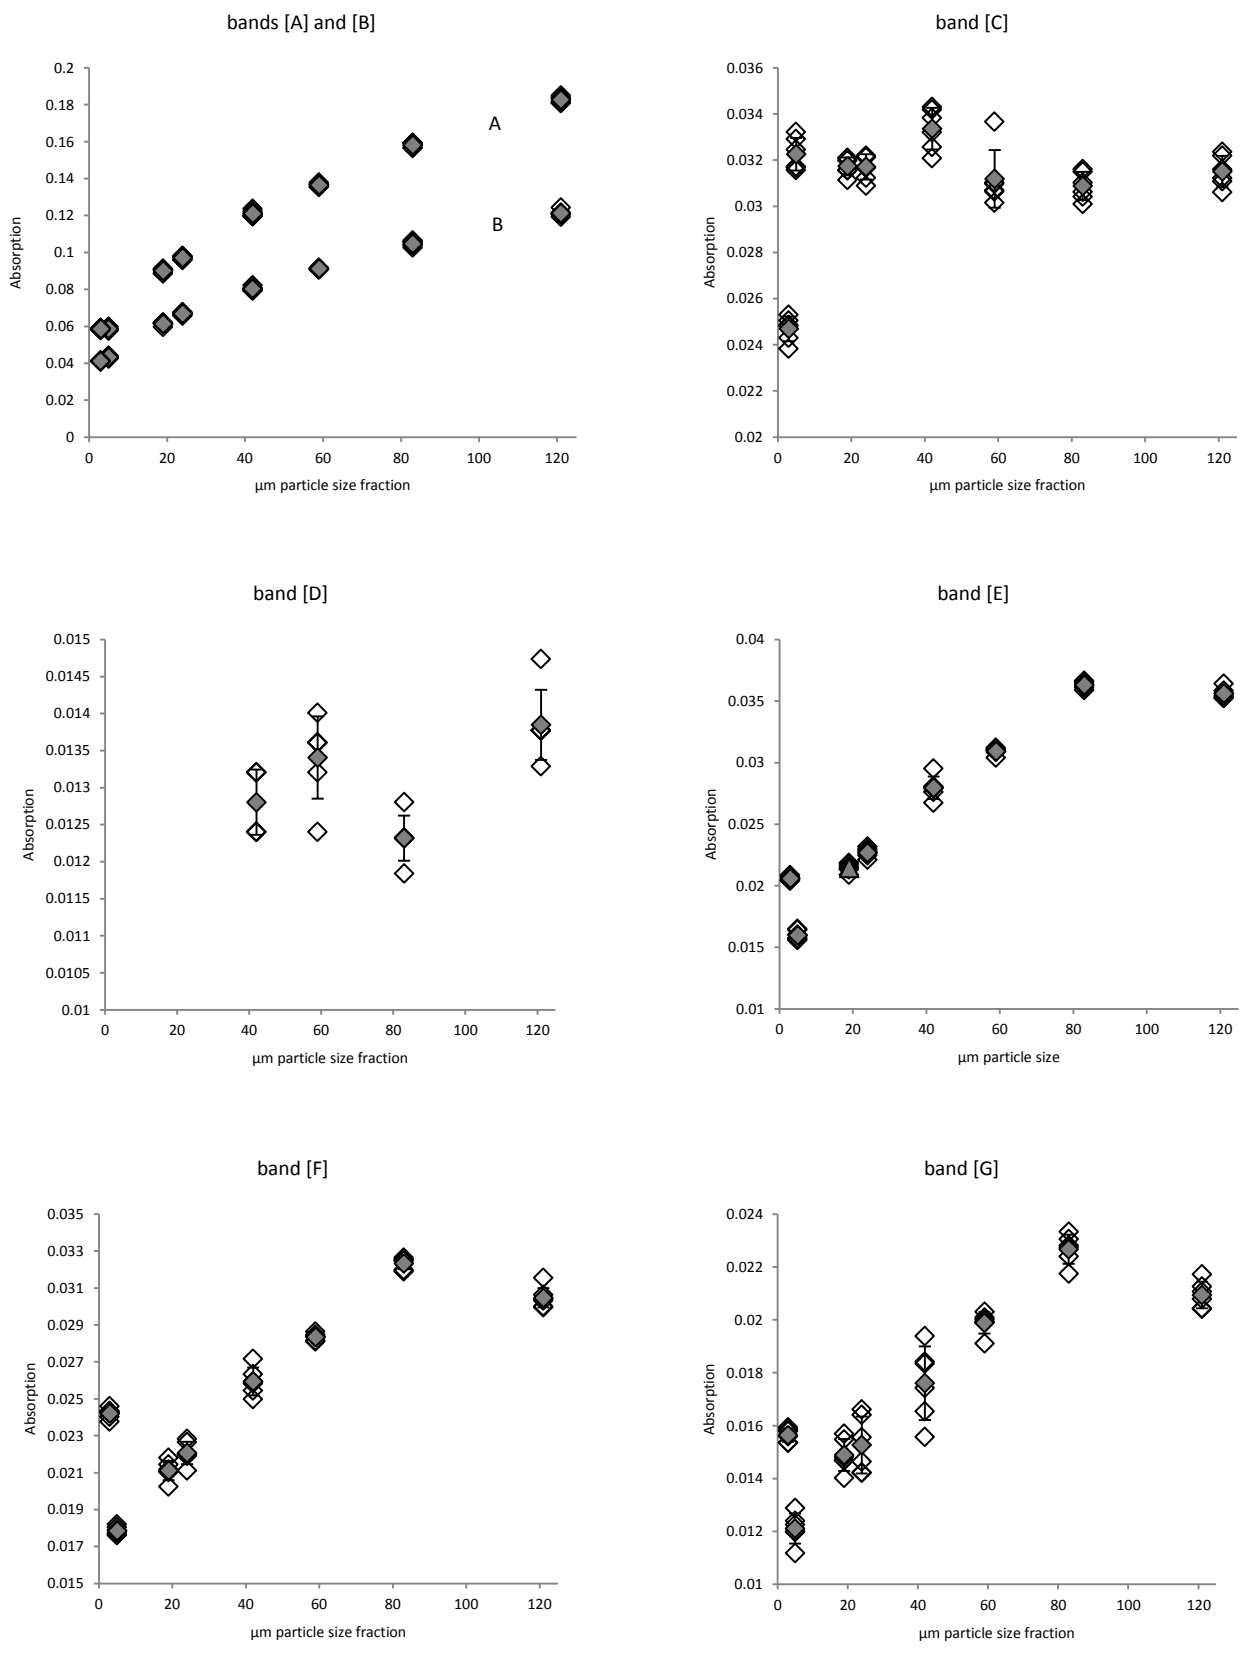 bands [A] and [B]
0.2
0.18
0.16
0.14
0.12
0.1
0.08
0.06
0.04
0.02
0
Absorption
A
B
0 20 40 60 80 100 120
µm particle size fraction
band [C]
0.036
0.034
0.032
0.03
0.028
0.026
0.024
0.022
0.02
Absorption
0 20 40 60 80 100 120
µm particle size fraction
band [D]
0.015
0.0145
0.014
0.0135
0.013
0.0125
0.012
0.0115
0.011
0.0105
0.01
Absorption
0 20 40 60 80 100 120
µm particle size fraction
band [E]
0.04
0.035
0.03
0.025
0.02
0.015
0.01
Absorption
0 20 40 60 80 100 120
µm particle size
band [F]
0.035
0.033
0.031
0.029
0.027
0.025
0.023
0.021
0.019
0.017
0.015
Absorption
0 20 40 60 80 100 120
µm particle size fraction
band [G]
0.024
0.022
0.02
0.018
0.016
0.014
0.012
0.01
Absorption
0 20 40 60 80 100 120
µm particle size fraction